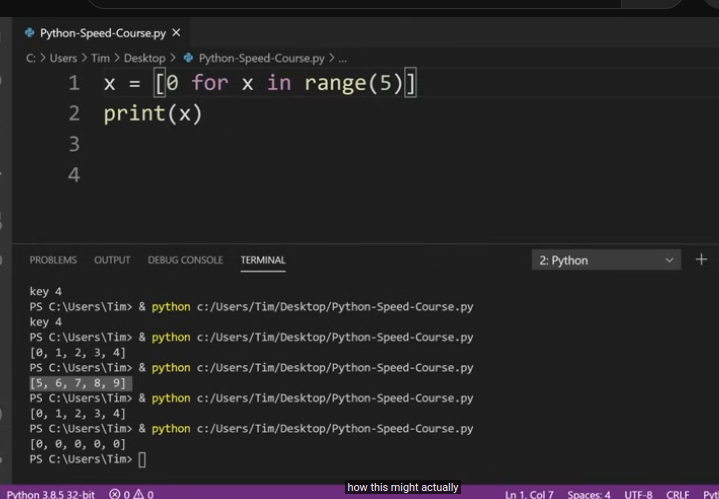 Python-Speed-Course.py ×
C: > Users > Tim > Desktop > Python-Speed-Course.py > ...
1 x = [0 for x in range(5)]
2 print(x)
3
4
PROBLEMS OUTPUT DEBUG CONSOLE TERMINAL 2: Python
key 4
PS C:\Users\Tim> & python c:/Users/Tim/Desktop/Python-Speed-Course.py
key 4
PS C:\Users\Tim> & python c:/Users/Tim/Desktop/Python-Speed-Course.py
[0, 1, 2, 3, 4]
PS C:\Users\Tim> & python c:/Users/Tim/Desktop/Python-Speed-Course.py
[5, 6, 7, 8, 9]
PS C:\Users\Tim> & python c:/Users/Tim/Desktop/Python-Speed-Course.py
[0, 1, 2, 3, 4]
PS C:\Users\Tim> & python c:/Users/Tim/Desktop/Python-Speed-Course.py
[0, 0, 0, 0, 0]
PS C:\Users\Tim>
how this might actually
Python 3.8.5 32-bit 0 0 Ln 1, Col 7 Spaces: 4 UTF-8 CRLF Pyt